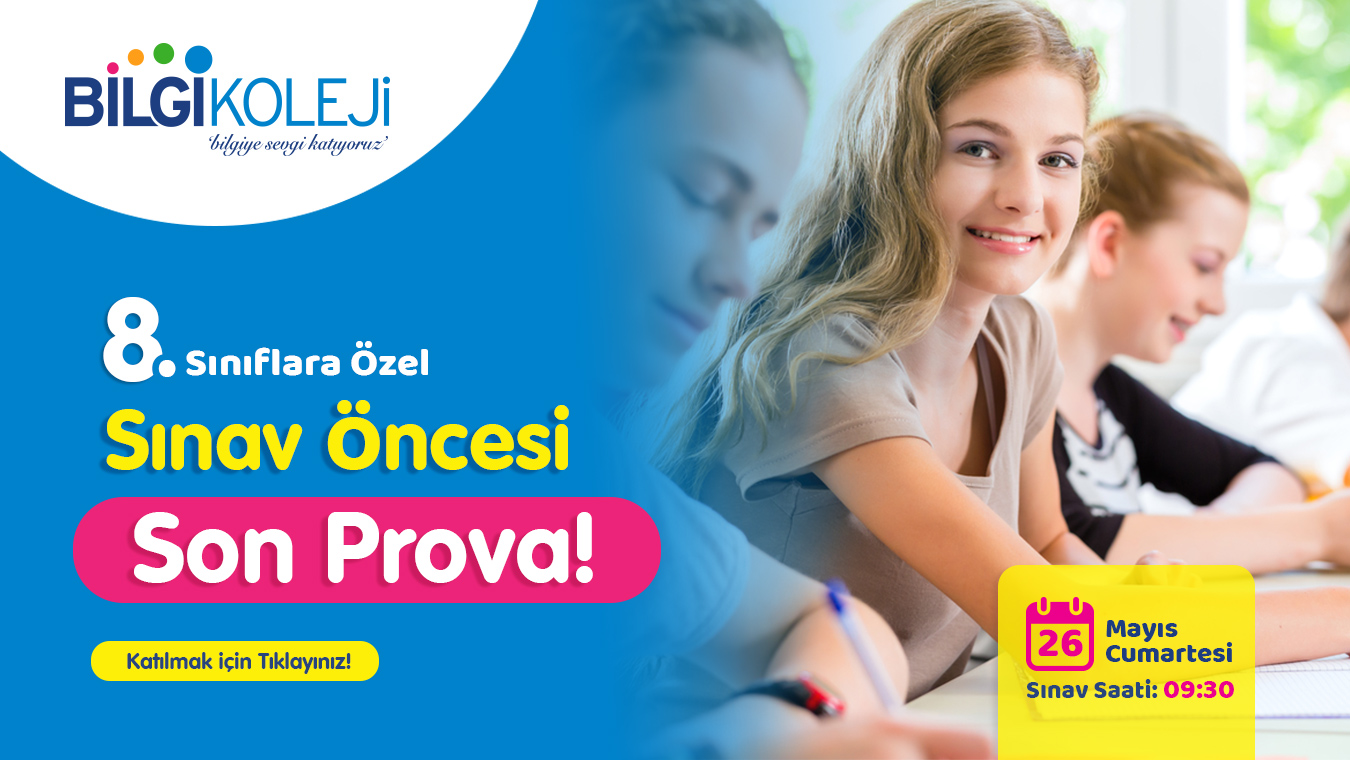 BİLGİKOLEJİ
'bilgiye sevgi katıyoruz'
8. Sınıflara Özel
Sınav Öncesi
Son Prova!
Katılmak için Tıklayınız!
26 Mayıs
Cumartesi
Sınav Saati: 09:30